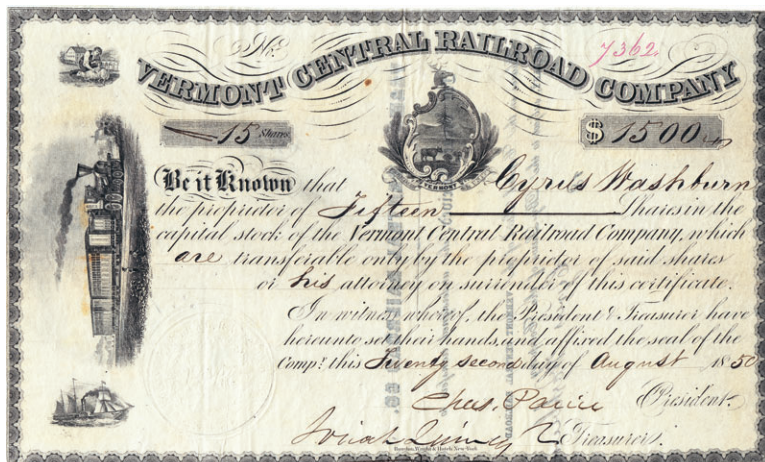 No. 7362.
VERMONT CENTRAL RAILROAD COMPANY
15 Shares
$ 1500
VERMONT
Be it Known that Cyrus Washburn
the proprietor of Fifteen Shares in the
capital stock of the Vermont Central Railroad Company, which
are transferable only by the proprietor of said shares
or his attorney on surrender of this certificate.
In witness whereof, the President & Treasurer have
hereunto set their hands, and affixed the seal of the
Compy. this Twenty second day of August 1850
Chas. Paine President.
Josiah Quincy Jr Treasurer.